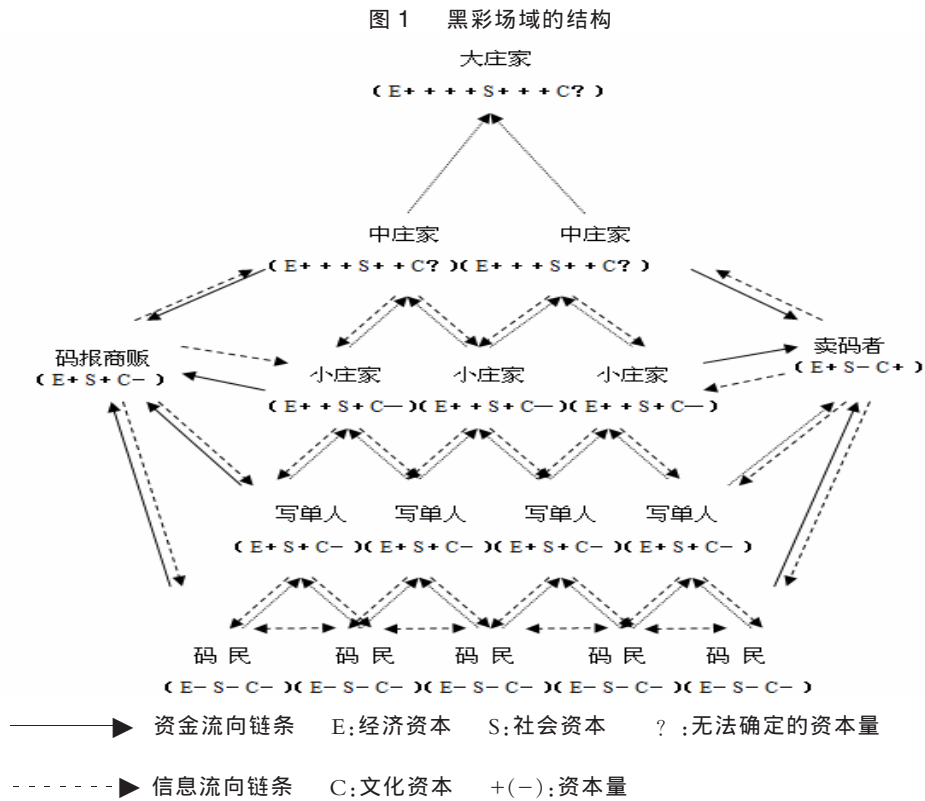 图 1 黑彩场域的结构
大庄家
( E+ + + + S+ + + C? )
中庄家 中庄家
( E+ + + S+ + C? )( E+ + + S+ + C? )
码报商贩 卖码者
( E+ S+ C− ) ( E+ S− C+ )
小庄家 小庄家 小庄家
( E+ + S+ C— )( E+ + S+ C— )( E+ + S+ C— )
写单人 写单人 写单人 写单人
( E+ S+ C− )( E+ S+ C− )( E+ S+ C− )( E+ S+ C− )
码 民 码 民 码 民 码 民 码 民
( E− S− C− )( E− S− C− )( E− S− C− )( E− S− C− )( E− S− C− )
资金流向链条 E:经济资本 S:社会资本 ? :无法确定的资本量
信息流向链条 C:文化资本 +(−):资本量